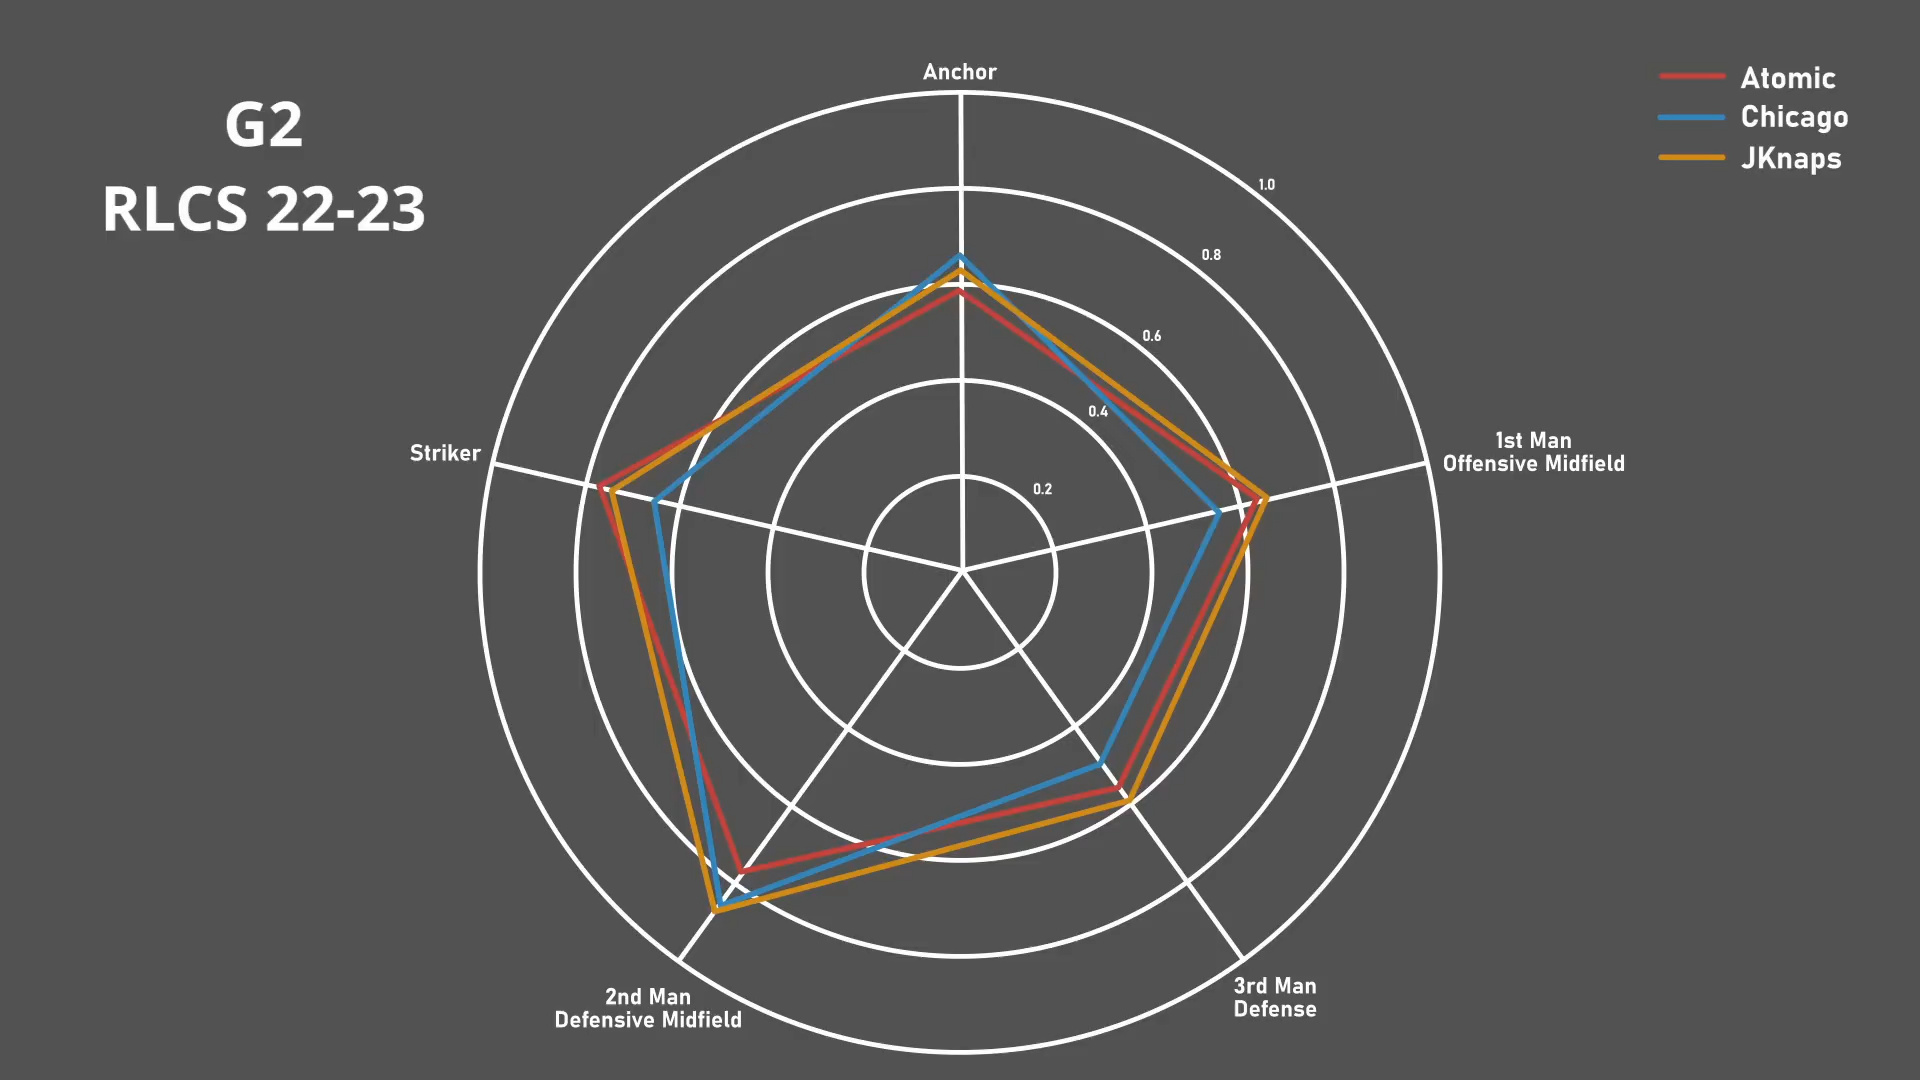 G2
RLCS 22-23
Anchor
Atomic
Chicago
JKnaps
1.0
0.8
0.6
0.4
0.2
Striker
1st Man
Offensive Midfield
2nd Man
Defensive Midfield
3rd Man
Defense